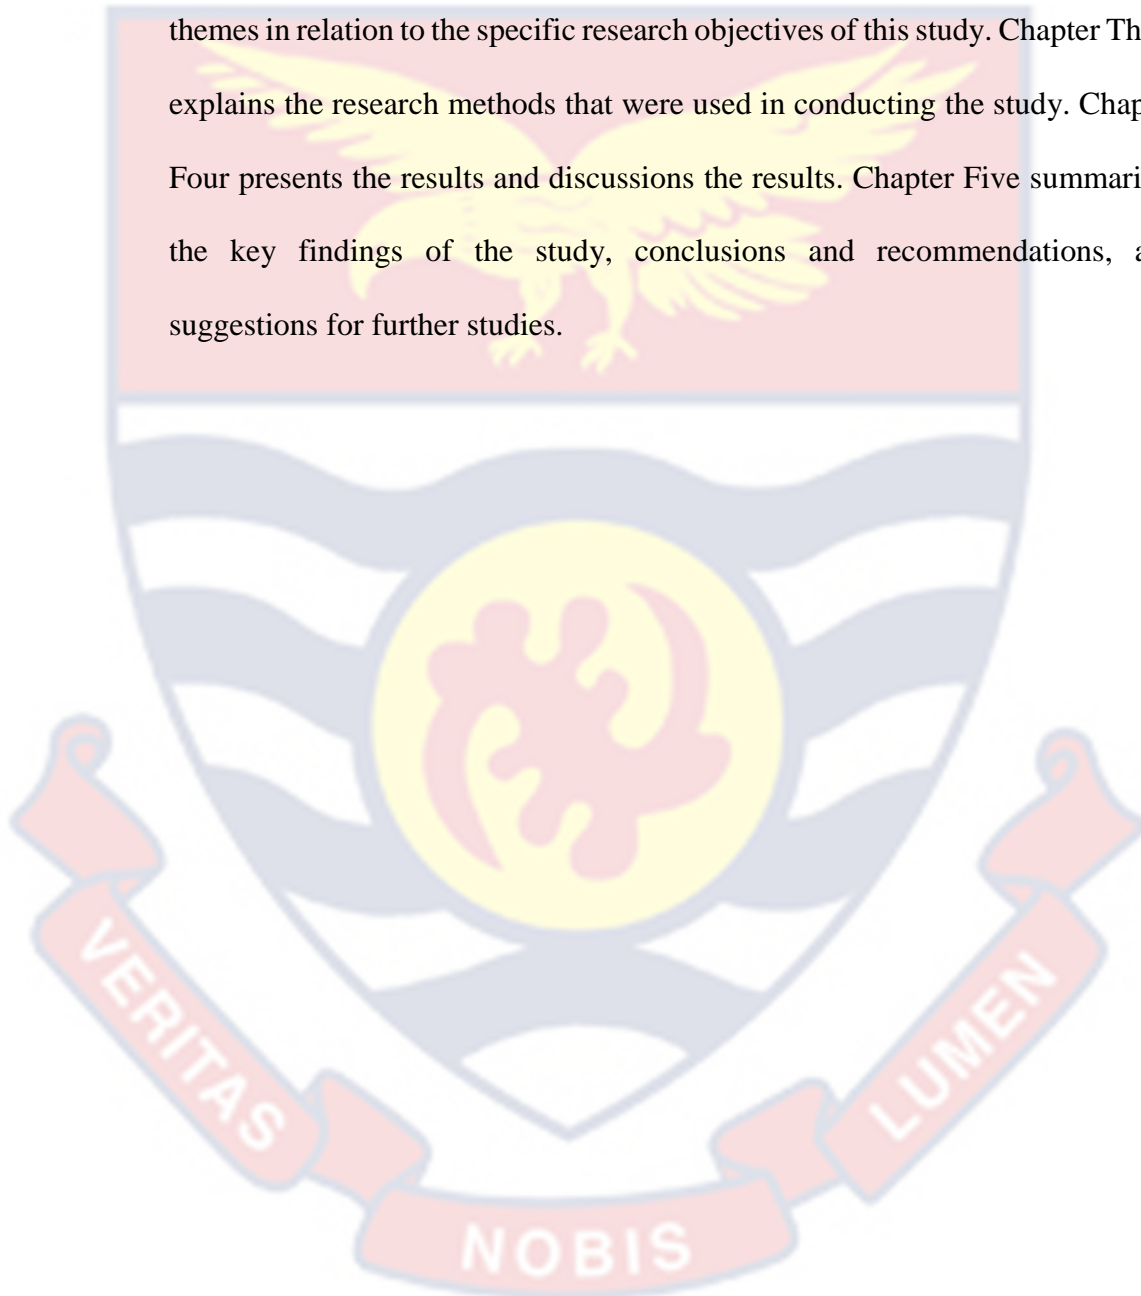 themes in relation to the specific research objectives of this study. Chapter Th
explains the research methods that were used in conducting the study. Chap
Four presents the results and discussions the results. Chapter Five summari
the key findings of the study, conclusions and recommendations, a
suggestions for further studies.
VERITAS
NOBIS
LUMEN